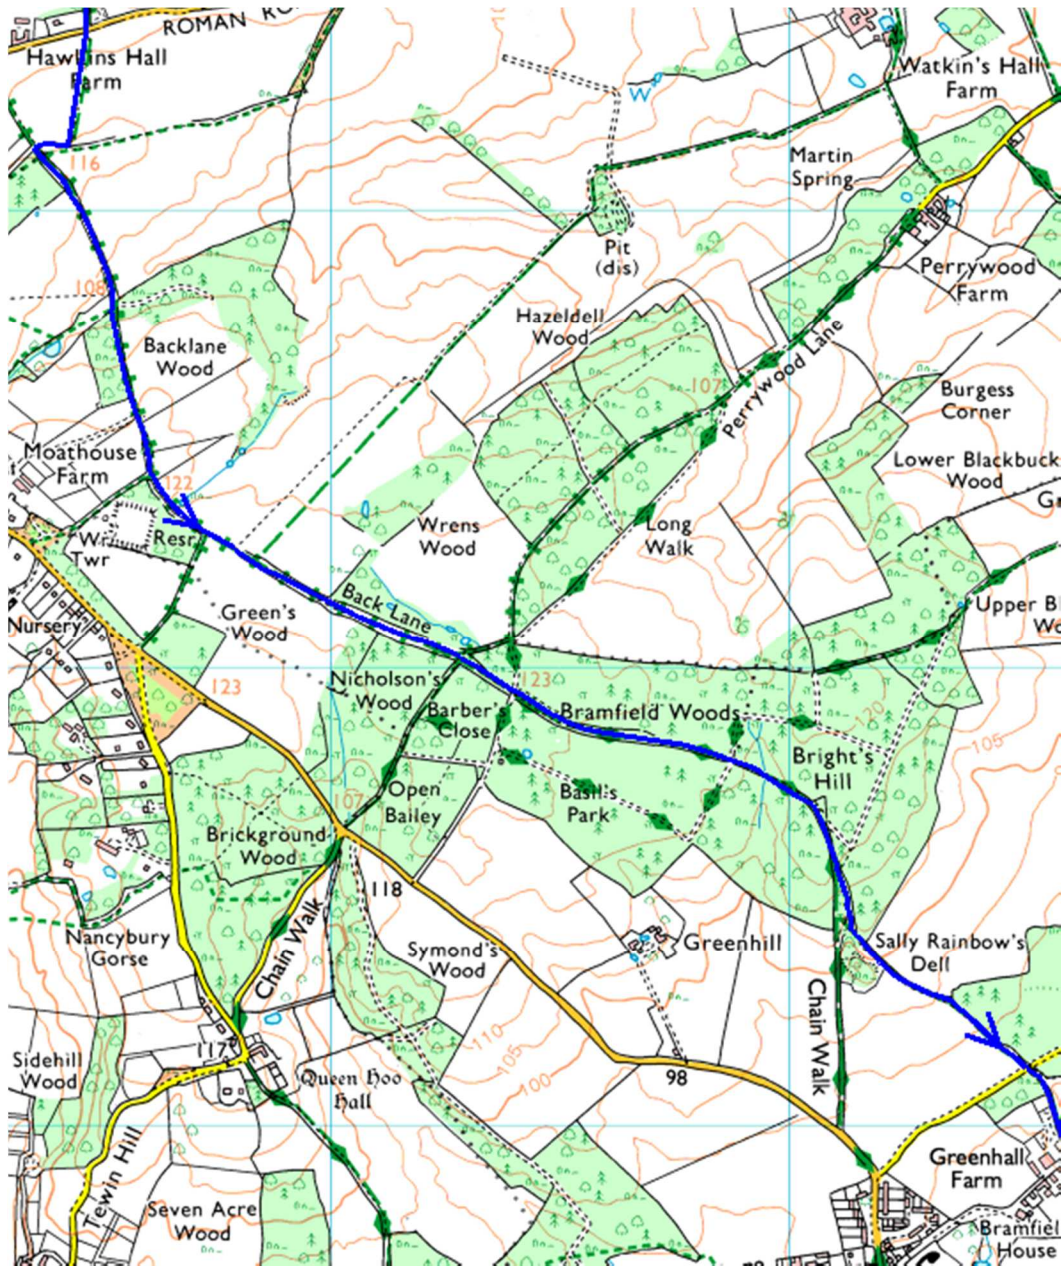 ROMAN RO
Hawkins Hall
Farm
116
W
Watkin's Hall
Farm
Martin
Spring
Pit
(dis)
108
Perrywood
Farm
Hazeldell
Wood
Backlane
Wood
107
Perrywood Lane
Burgess
Corner
Moathouse
Farm
Lower Blackbuck
Wood
122
G
Wrens
Wood
Long
Walk
Wr
Twr
Resr
Back Lane
Green's
Wood
Upper Bl
Wo
Nursery
123
Nicholson's
Wood
123
Barber's
Close
Bramfield Woods
120
105
Bright's
Hill
Open
Bailey
Basil's
Park
107
Brickground
Wood
118
Nancybury
Gorse
Chain Walk
Symond's
Wood
Greenhill
Sally Rainbow's
Dell
Chain Walk
110
105
100
117
98
Sidehill
Wood
Queen Hoo
Hall
Tewin Hill
Greenhall
Farm
Seven Acre
Wood
Bramfiel
House